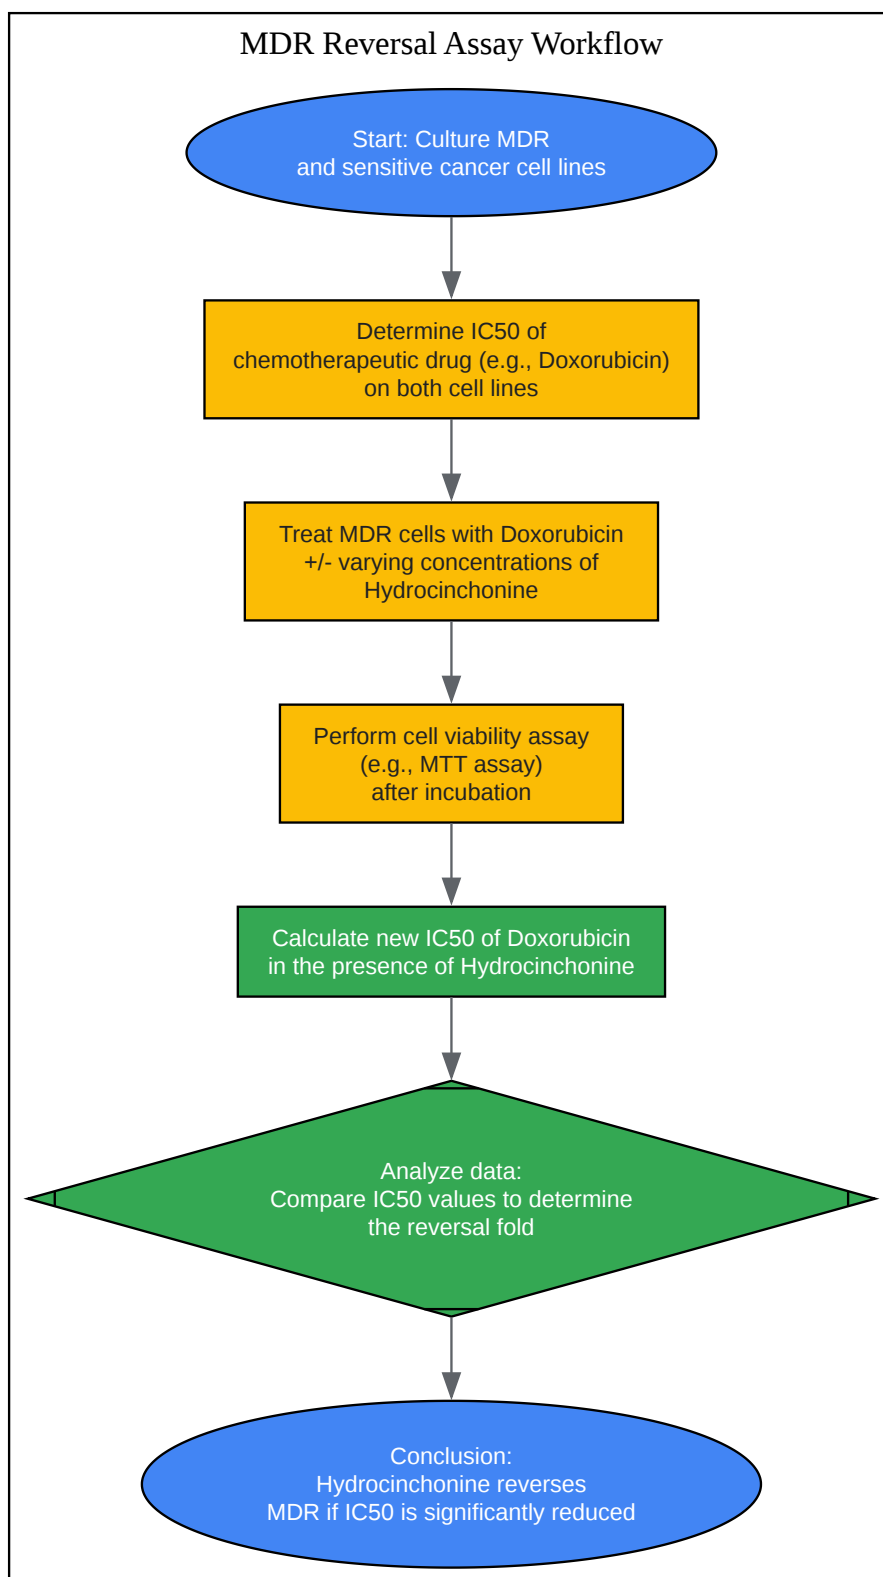 MDR Reversal Assay Workflow
Start: Culture MDR
and sensitive cancer cell lines
Determine IC50 of
chemotherapeutic drug (e.g., Doxorubicin)
on both cell lines
Treat MDR cells with Doxorubicin
+/- varying concentrations of
Hydrocinchonine
Perform cell viability assay
(e.g., MTT assay)
after incubation
Calculate new IC50 of Doxorubicin
in the presence of Hydrocinchonine
Analyze data:
Compare IC50 values to determine
the reversal fold
Conclusion:
Hydrocinchonine reverses
MDR if IC50 is significantly reduced